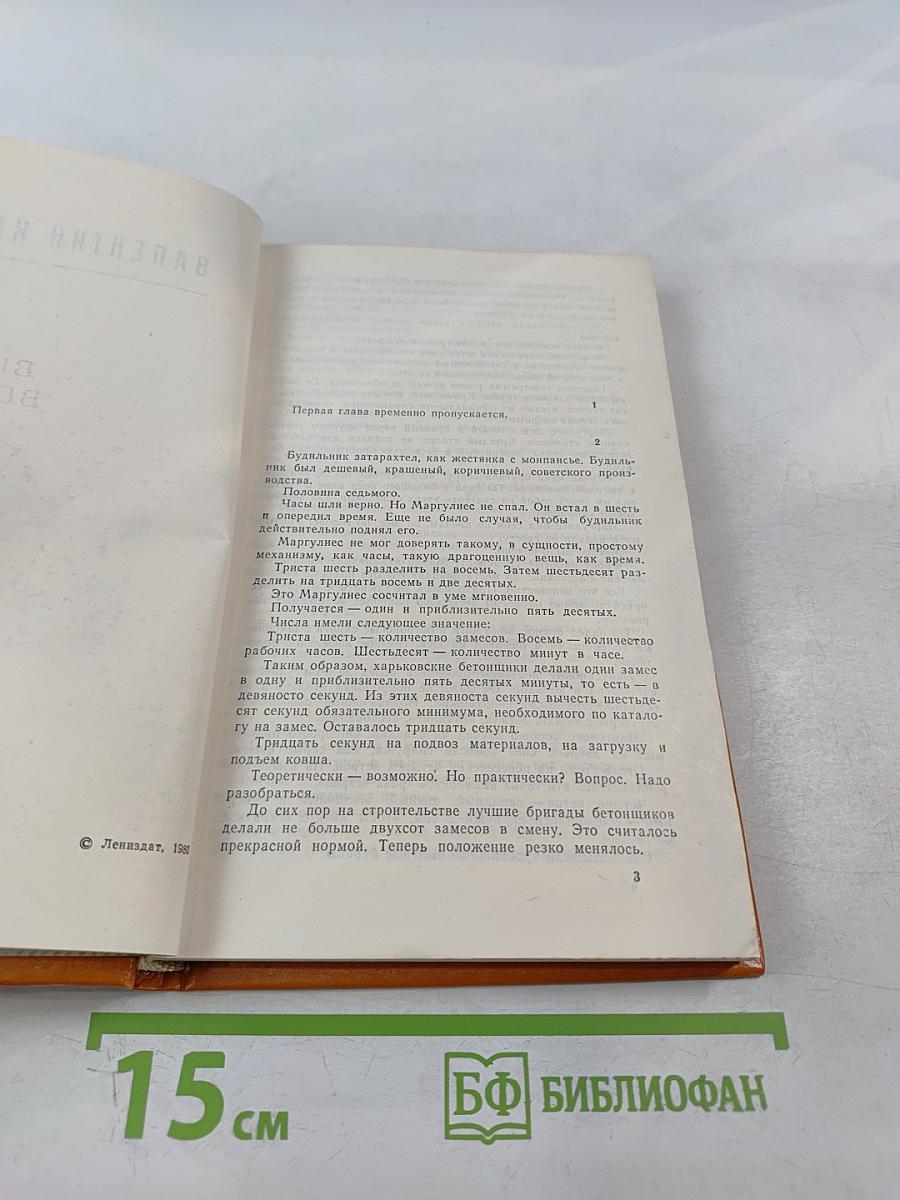 ВАЛЕНТИН
1
Первая глава временно пропускается.
2
Будильник затарахтел, как жестянка с монпансье. Будиль-
ник был дешевый, крашеный, коричневый, советского произ-
водства.
Половина седьмого.
Часы шли верно. Но Маргулиес не спал. Он встал в шесть
и опередил время. Еще не было случая, чтобы будильник
действительно поднял его.
Маргулиес не мог доверять такому, в сущности, простому
механизму, как часы, такую драгоценную вещь, как время.
Триста шесть разделить на восемь. Затем шестьдесят раз-
делить на тридцать восемь и две десятых.
Это Маргулиес сосчитал в уме мгновенно.
Получается — один и приблизительно пять десятых.
Числа имели следующее значение:
Триста шесть — количество замесов. Восемь — количество
рабочих часов. Шестьдесят — количество минут в часе.
Таким образом, харьковские бетонщики делали один замес
в одну и приблизительно пять десятых минуты, то есть — в
девяносто секунд. Из этих девяноста секунд вычесть шестьде-
сят секунд обязательного минимума, необходимого по катало-
гу на замес. Оставалось тридцать секунд.
Тридцать секунд на подвоз материалов, на загрузку и
подъем ковша.
Теоретически — возможно. Но практически? Вопрос. Надо
разобраться.
До сих пор на строительстве лучшие бригады бетонщиков
делали не больше двухсот замесов в смену. Это считалось
прекрасной нормой. Теперь положение резко менялось.
© Лениздат, 1980
3
15 см
БФ БИБЛИОФАН